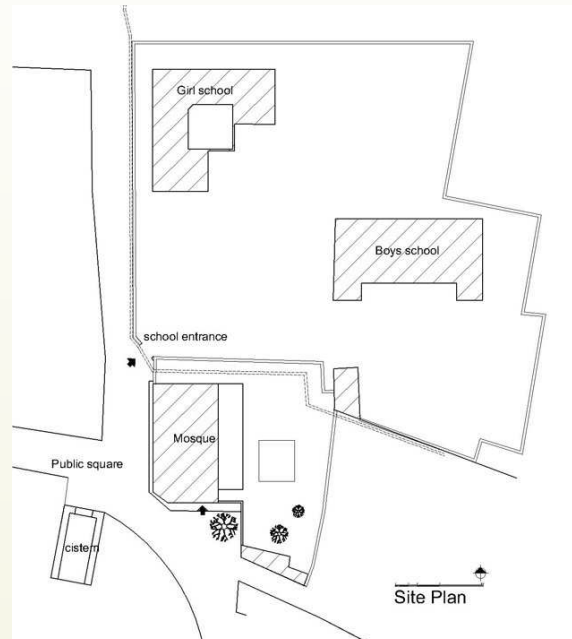 Girl school
Boys school
school entrance
Mosque
Public square
cistern
Site Plan